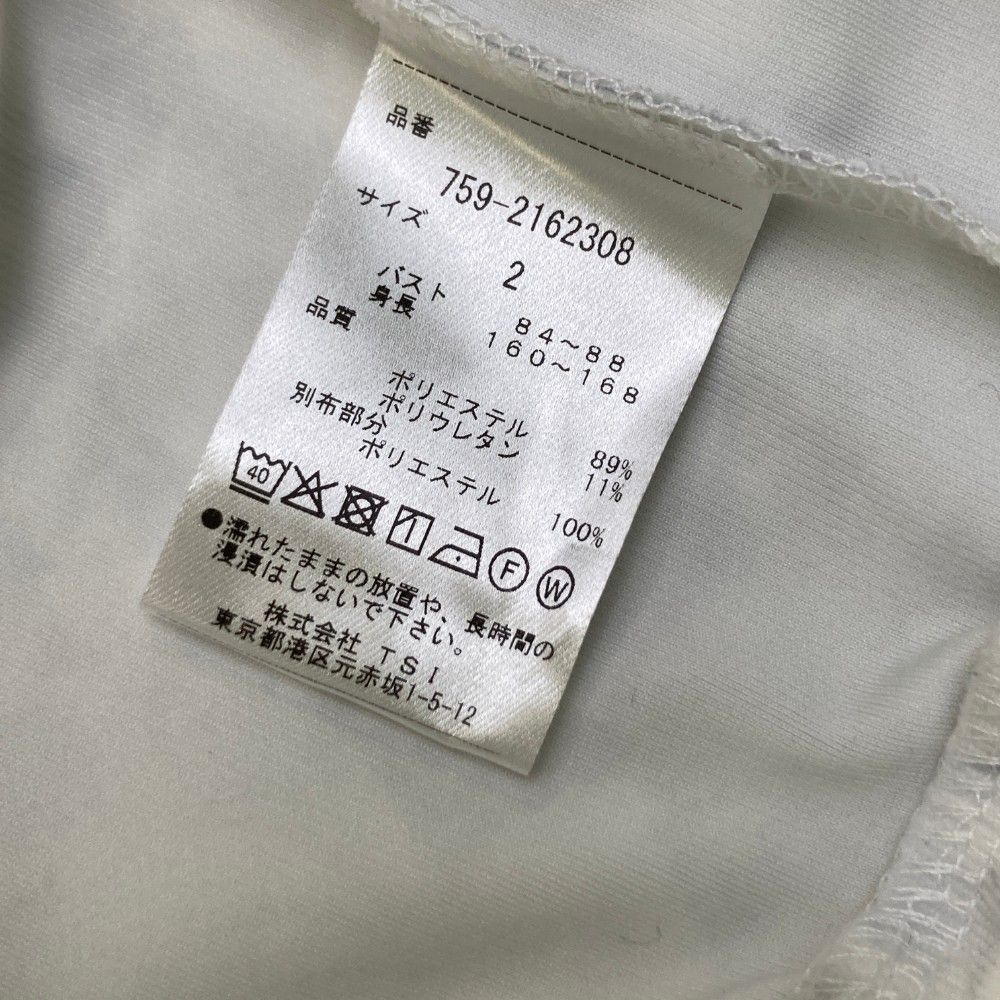 品番
759-2162308
サイズ
2
バスト 84～88
身長 160～168
品質
ポリエステル 89%
ポリウレタン 11%
別布部分
ポリエステル 100%
40 F W
●濡れたままの放置や、長時間の
浸漬はしないで下さい。
株式会社 TSI
東京都港区元赤坂1-5-12